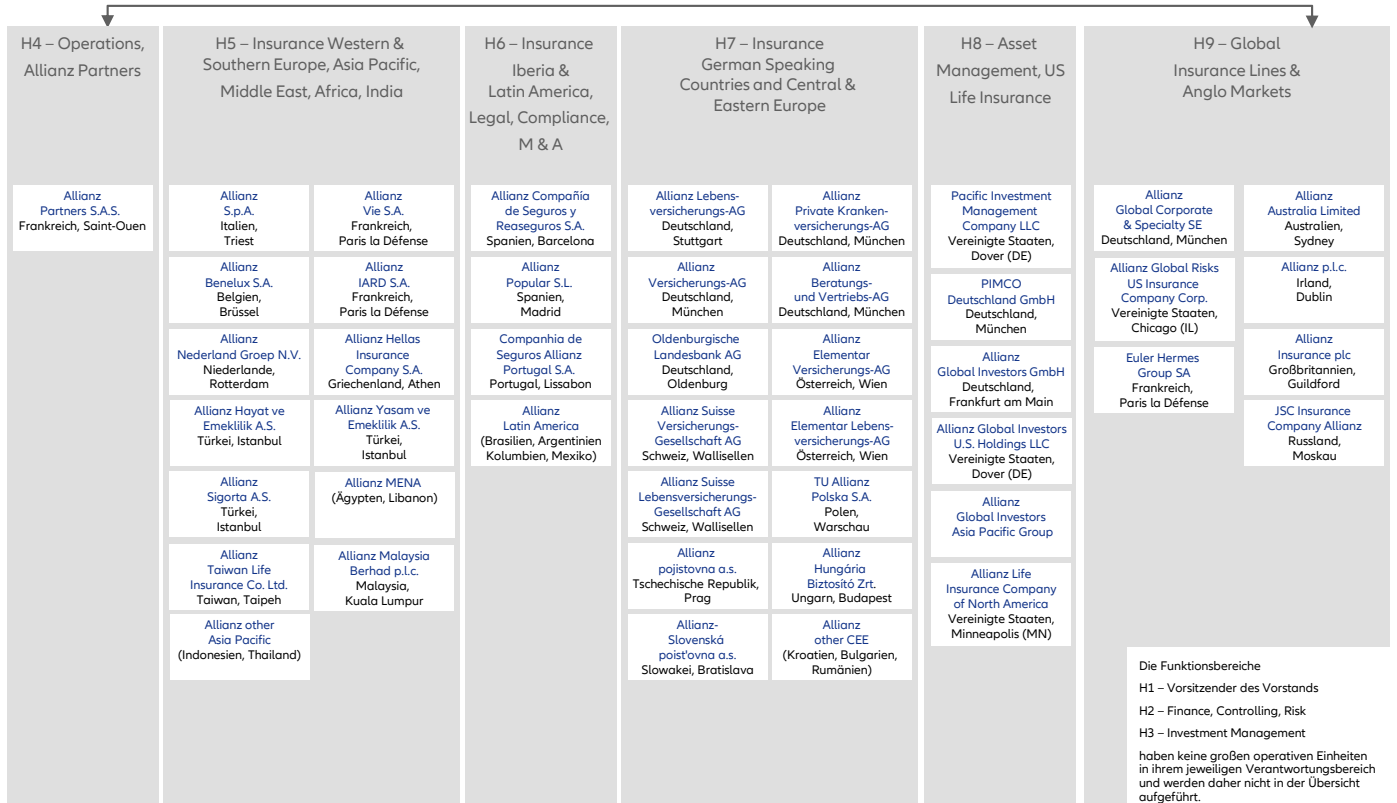 H4 – Operations,
Allianz Partners
H5 – Insurance Western &
Southern Europe, Asia Pacific,
Middle East, Africa, India
H6 – Insurance
Iberia &
Latin America,
Legal, Compliance,
M & A
H7 – Insurance
German Speaking
Countries and Central &
Eastern Europe
H8 – Asset
Management, US
Life Insurance
H9 – Global
Insurance Lines &
Anglo Markets
Allianz
Partners S.A.S.
Frankreich, Saint-Ouen
Allianz
S.p.A.
Italien,
Triest
Allianz
Vie S.A.
Frankreich,
Paris la Défense
Allianz
Benelux S.A.
Belgien,
Brüssel
Allianz
IARD S.A.
Frankreich,
Paris la Défense
Allianz
Nederland Groep N.V.
Niederlande,
Rotterdam
Allianz Hellas
Insurance
Company S.A.
Griechenland, Athen
Allianz Hayat ve
Emeklilik A.S.
Türkei, Istanbul
Allianz Yasam ve
Emeklilik A.S.
Türkei,
Istanbul
Allianz
Sigorta A.S.
Türkei,
Istanbul
Allianz MENA
(Ägypten, Libanon)
Allianz
Taiwan Life
Insurance Co. Ltd.
Taiwan, Taipeh
Allianz Malaysia
Berhad p.l.c.
Malaysia,
Kuala Lumpur
Allianz other
Asia Pacific
(Indonesien, Thailand)
Allianz Compañía
de Seguros y
Reaseguros S.A.
Spanien, Barcelona
Allianz
Popular S.L.
Spanien,
Madrid
Companhia de
Seguros Allianz
Portugal S.A.
Portugal, Lissabon
Allianz
Latin America
(Brasilien, Argentinien
Kolumbien, Mexiko)
Allianz Lebens-
versicherungs-AG
Deutschland,
Stuttgart
Allianz
Private Kranken-
versicherungs-AG
Deutschland, München
Allianz
Versicherungs-AG
Deutschland,
München
Allianz
Beratungs-
und Vertriebs-AG
Deutschland, München
Oldenburgische
Landesbank AG
Deutschland,
Oldenburg
Allianz
Elementar
Versicherungs-AG
Österreich, Wien
Allianz Suisse
Versicherungs-
Gesellschaft AG
Schweiz, Wallisellen
Allianz
Elementar Lebens-
versicherungs-AG
Österreich, Wien
Allianz Suisse
Lebensversicherungs-
Gesellschaft AG
Schweiz, Wallisellen
TU Allianz
Polska S.A.
Polen,
Warschau
Allianz
pojistovna a.s.
Tschechische Republik,
Prag
Allianz
Hungária
Biztosító Zrt.
Ungarn, Budapest
Allianz-
Slovenská
poist'ovna a.s.
Slowakei, Bratislava
Allianz
other CEE
(Kroatien, Bulgarien,
Rumänien)
Pacific Investment
Management
Company LLC
Vereinigte Staaten,
Dover (DE)
PIMCO
Deutschland GmbH
Deutschland,
München
Allianz
Global Investors GmbH
Deutschland,
Frankfurt am Main
Allianz Global Investors
U.S. Holdings LLC
Vereinigte Staaten,
Dover (DE)
Allianz
Global Investors
Asia Pacific Group
Allianz Life
Insurance Company
of North America
Vereinigte Staaten,
Minneapolis (MN)
Allianz
Global Corporate
& Specialty SE
Deutschland, München
Allianz
Australia Limited
Australien,
Sydney
Allianz Global Risks
US Insurance
Company Corp.
Vereinigte Staaten,
Chicago (IL)
Allianz p.l.c.
Irland,
Dublin
Euler Hermes
Group SA
Frankreich,
Paris la Défense
Allianz
Insurance plc
Großbritannien,
Guildford
JSC Insurance
Company Allianz
Russland,
Moskau
Die Funktionsbereiche
H1 – Vorsitzender des Vorstands
H2 – Finance, Controlling, Risk
H3 – Investment Management
haben keine großen operativen Einheiten
in ihrem jeweiligen Verantwortungsbereich
und werden daher nicht in der Übersicht
aufgeführt.